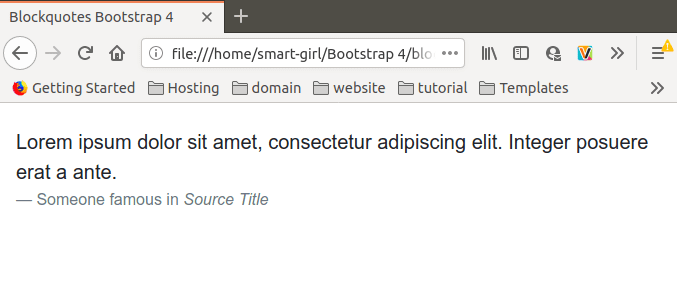 Blockquotes Bootstrap 4
file:///home/smart-girl/Bootstrap 4/blo
Getting Started Hosting domain website tutorial Templates
Lorem ipsum dolor sit amet, consectetur adipiscing elit. Integer posuere
erat a ante.
— Someone famous in Source Title